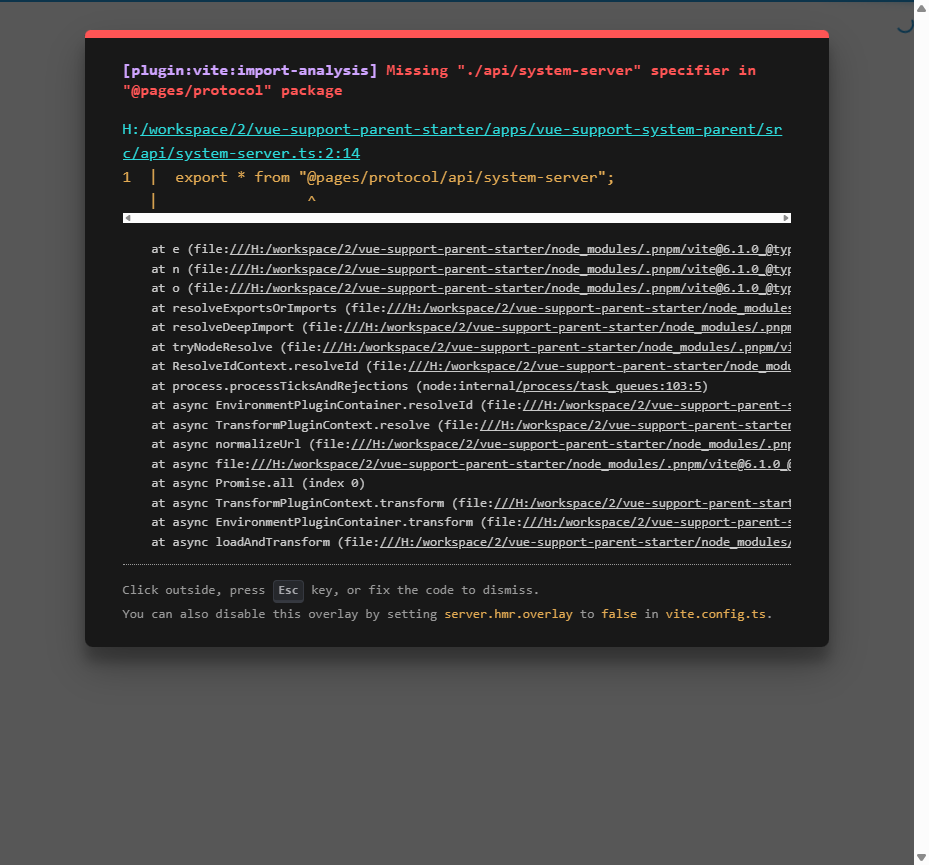 [plugin:vite:import-analysis] Missing "./api/system-server" specifier in
"@pages/protocol" package
H:/workspace/2/vue-support-parent-starter/apps/vue-support-system-parent/sr
c/api/system-server.ts:2:14
1 | export * from "@pages/protocol/api/system-server";
| ^
at e (file:///H:/workspace/2/vue-support-parent-starter/node_modules/.pnpm/vite@6.1.0_@typ
at n (file:///H:/workspace/2/vue-support-parent-starter/node_modules/.pnpm/vite@6.1.0_@typ
at o (file:///H:/workspace/2/vue-support-parent-starter/node_modules/.pnpm/vite@6.1.0_@typ
at resolveExportsOrImports (file:///H:/workspace/2/vue-support-parent-starter/node_modules
at resolveDeepImport (file:///H:/workspace/2/vue-support-parent-starter/node_modules/.pnpm
at tryNodeResolve (file:///H:/workspace/2/vue-support-parent-starter/node_modules/.pnpm/vi
at ResolveIdContext.resolveId (file:///H:/workspace/2/vue-support-parent-starter/node_modu
at process.processTicksAndRejections (node:internal/process/task_queues:103:5)
at async EnvironmentPluginContainer.resolveId (file:///H:/workspace/2/vue-support-parent-s
at async TransformPluginContext.resolve (file:///H:/workspace/2/vue-support-parent-starter
at async normalizeUrl (file:///H:/workspace/2/vue-support-parent-starter/node_modules/.pnp
at async file:///H:/workspace/2/vue-support-parent-starter/node_modules/.pnpm/vite@6.1.0_@
at async Promise.all (index 0)
at async TransformPluginContext.transform (file:///H:/workspace/2/vue-support-parent-start
at async EnvironmentPluginContainer.transform (file:///H:/workspace/2/vue-support-parent-s
at async loadAndTransform (file:///H:/workspace/2/vue-support-parent-starter/node_modules/
Click outside, press Esc key, or fix the code to dismiss.
You can also disable this overlay by setting server.hmr.overlay to false in vite.config.ts.